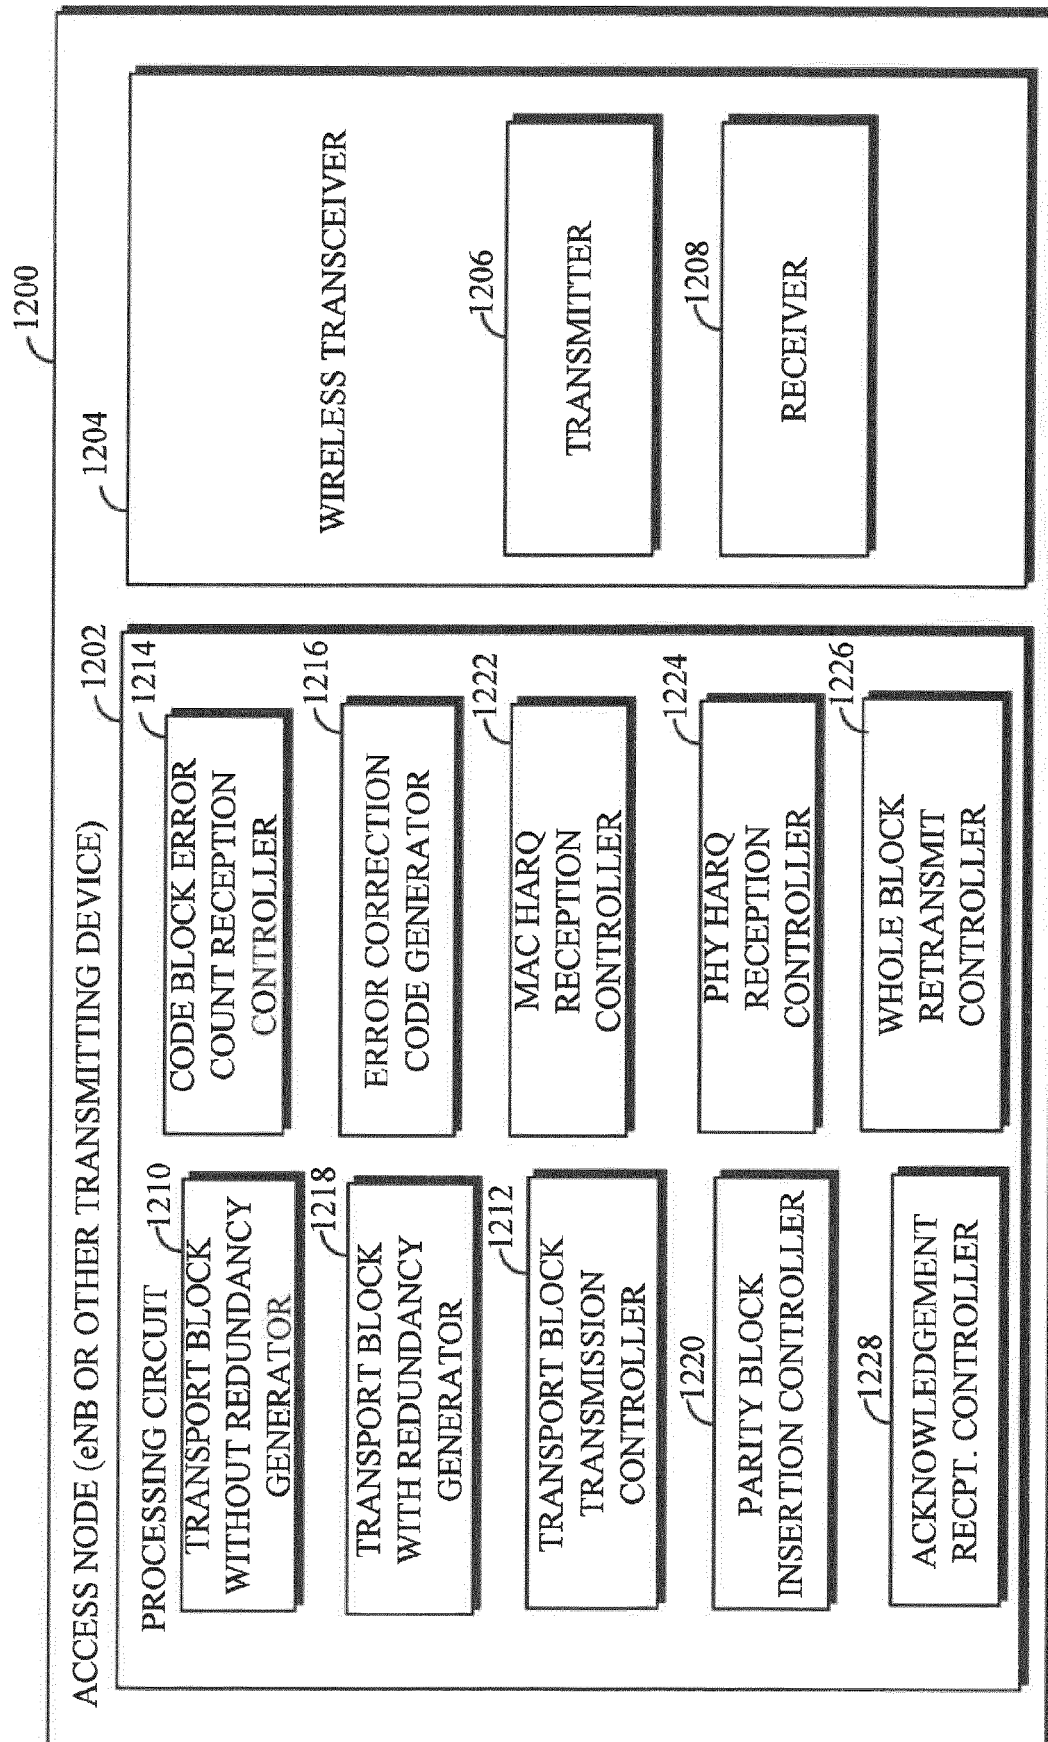 1200
ACCESS NODE (eNB OR OTHER TRANSMITTING DEVICE)
1202
PROCESSING CIRCUIT
1210
TRANSPORT BLOCK
WITHOUT REDUNDANCY
GENERATOR
1214
CODE BLOCK ERROR
COUNT RECEPTION
CONTROLLER
1218
TRANSPORT BLOCK
WITH REDUNDANCY
GENERATOR
1216
ERROR CORRECTION
CODE GENERATOR
1212
TRANSPORT BLOCK
TRANSMISSION
CONTROLLER
1222
MAC HARQ
RECEPTION
CONTROLLER
1220
PARITY BLOCK
INSERTION CONTROLLER
1224
PHY HARQ
RECEPTION
CONTROLLER
1228
ACKNOWLEDGEMENT
RECPT. CONTROLLER
1226
WHOLE BLOCK
RETRANSMIT
CONTROLLER
1204
WIRELESS TRANSCEIVER
1206
TRANSMITTER
1208
RECEIVER